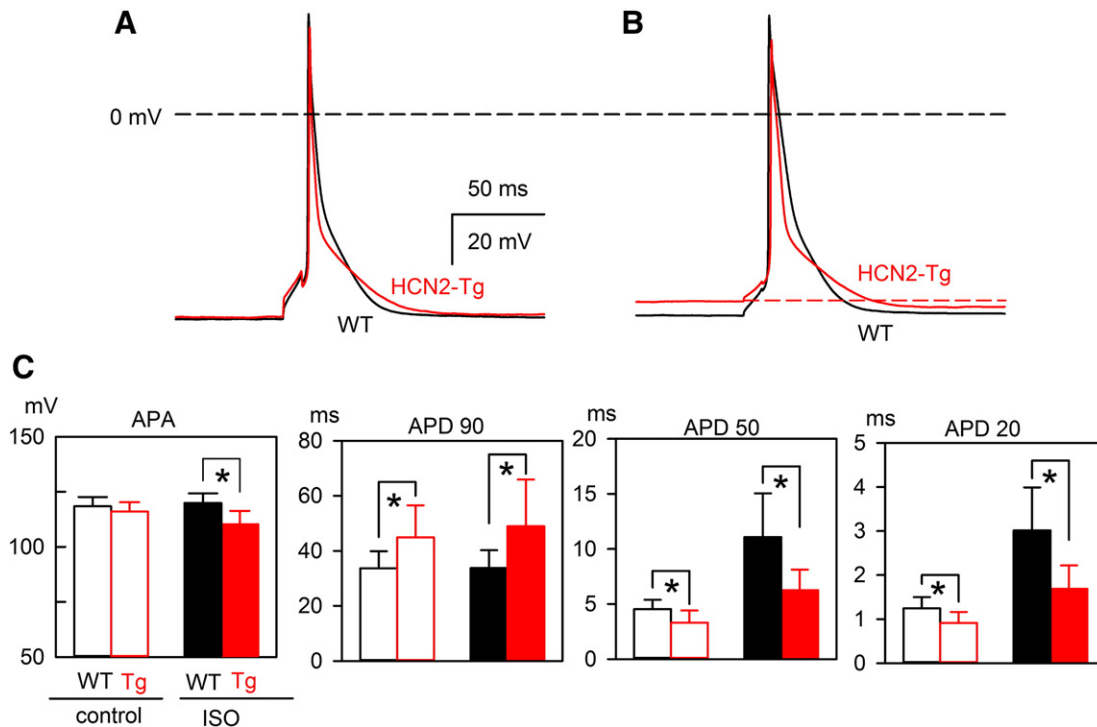 A
B
0 mV
50 ms
20 mV
HCN2-Tg
WT
HCN2-Tg
WT
C
mV
APA
150
100
50
*
WT Tg
WT Tg
control
ISO
ms
APD 90
80
60
40
20
0
*
*
ms
APD 50
20
15
10
5
0
*
*
ms
APD 20
5
4
3
2
1
0
*
*